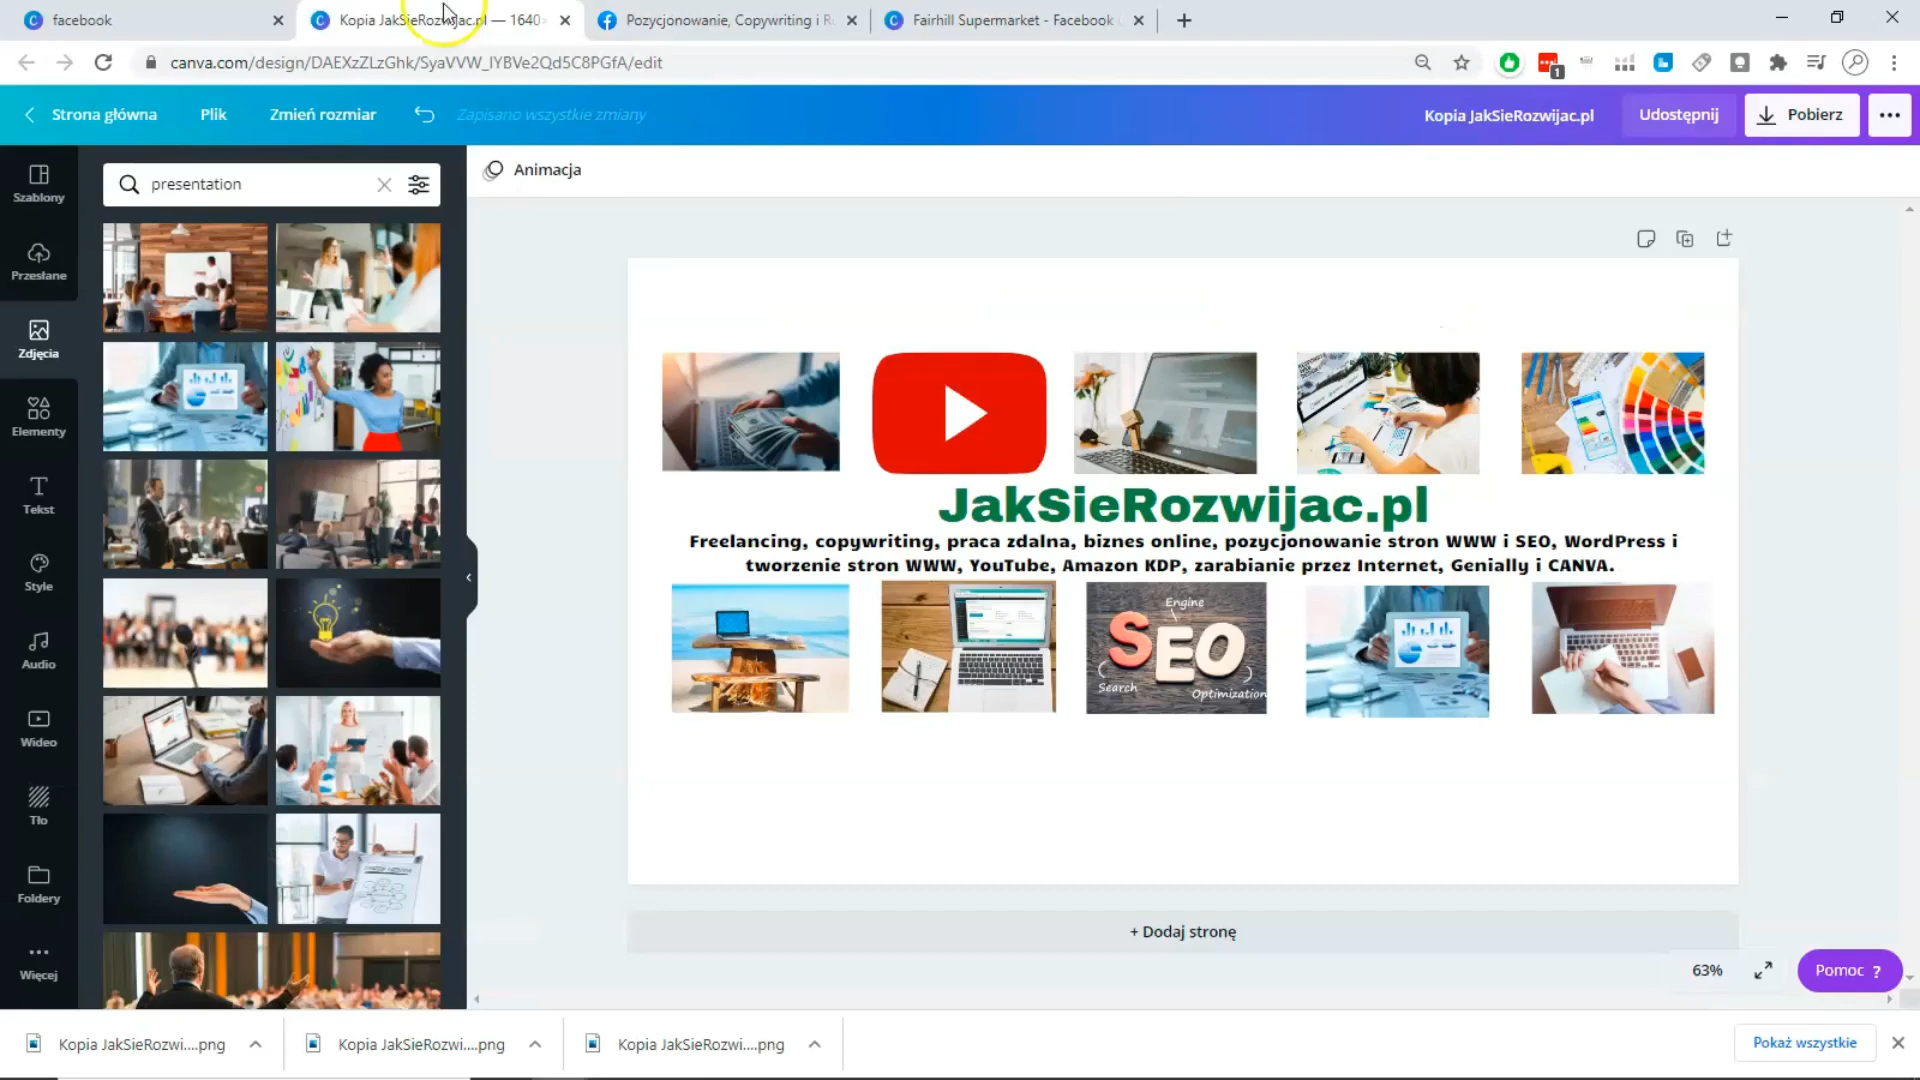 facebook
Kopia JakSieRozwijac.pl — 1640
Pozycjonowanie, Copywriting i R
Fairhill Supermarket - Facebook
canva.com/design/DAEXzZLzGhk/SyaVVW_lYBVe2Qd5C8PGfA/edit
1
Strona główna
Plik
Zmień rozmiar
Zapisano wszystkie zmiany
Kopia JakSieRozwijac.pl
Udostępnij
Pobierz
Szablony
Przesłane
Zdjęcia
Elementy
Tekst
Style
Audio
Wideo
Tło
Foldery
Więcej
presentation
Animacja
JakSieRozwijac.pl
Freelancing, copywriting, praca zdalna, biznes online, pozycjonowanie stron WWW i SEO, WordPress i
tworzenie stron WWW, YouTube, Amazon KDP, zarabianie przez Internet, Genially i CANVA.
Engine
SEO
Search
Optimization
+ Dodaj stronę
63%
Pomoc ?
Kopia JakSieRozwi....png
Kopia JakSieRozwi....png
Kopia JakSieRozwi....png
Pokaż wszystkie